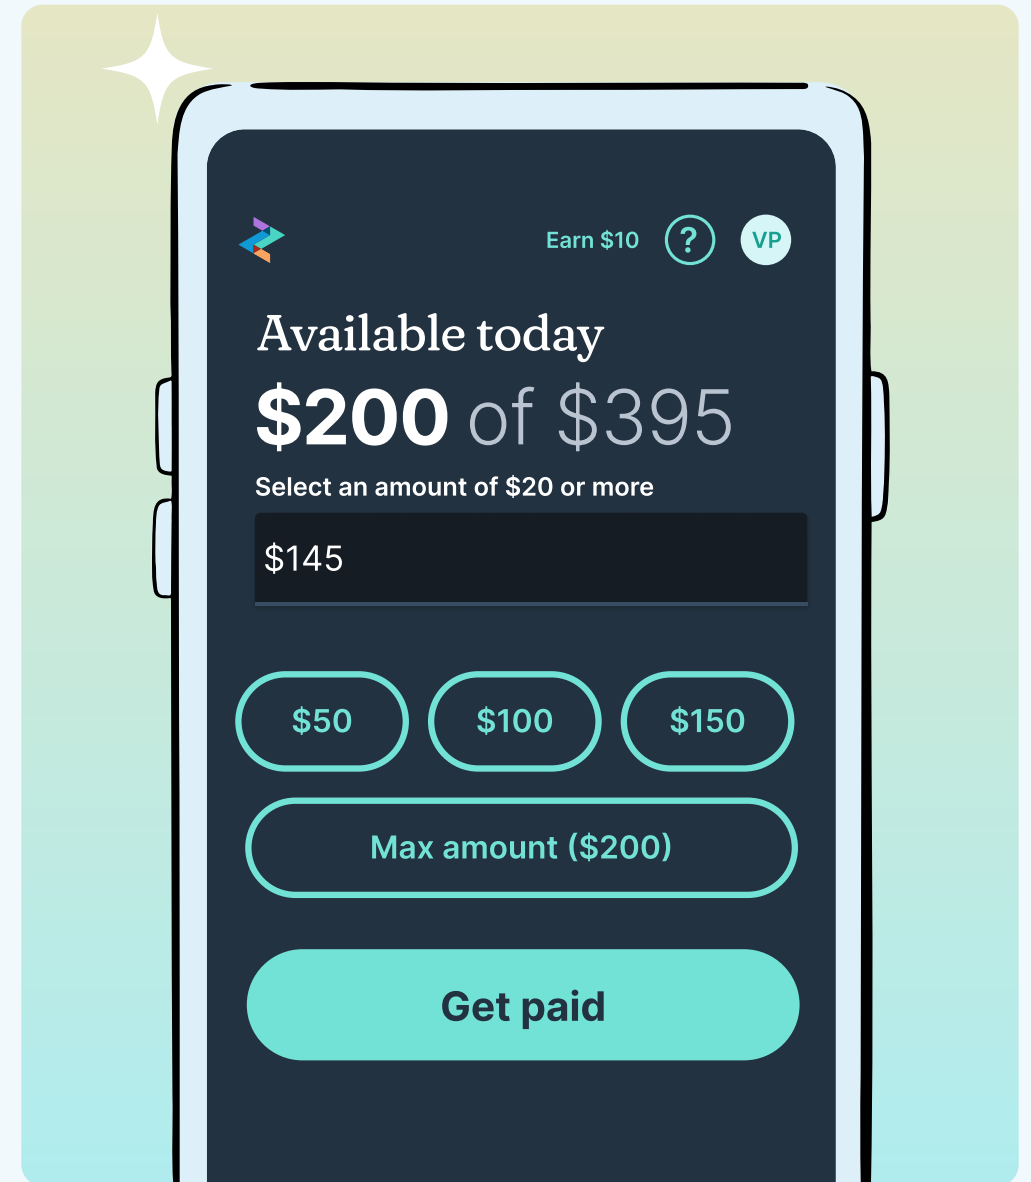 Earn $10 ? VP
Available today
$200 of $395
Select an amount of $20 or more
$145
$50 $100 $150
Max amount ($200)
Get paid